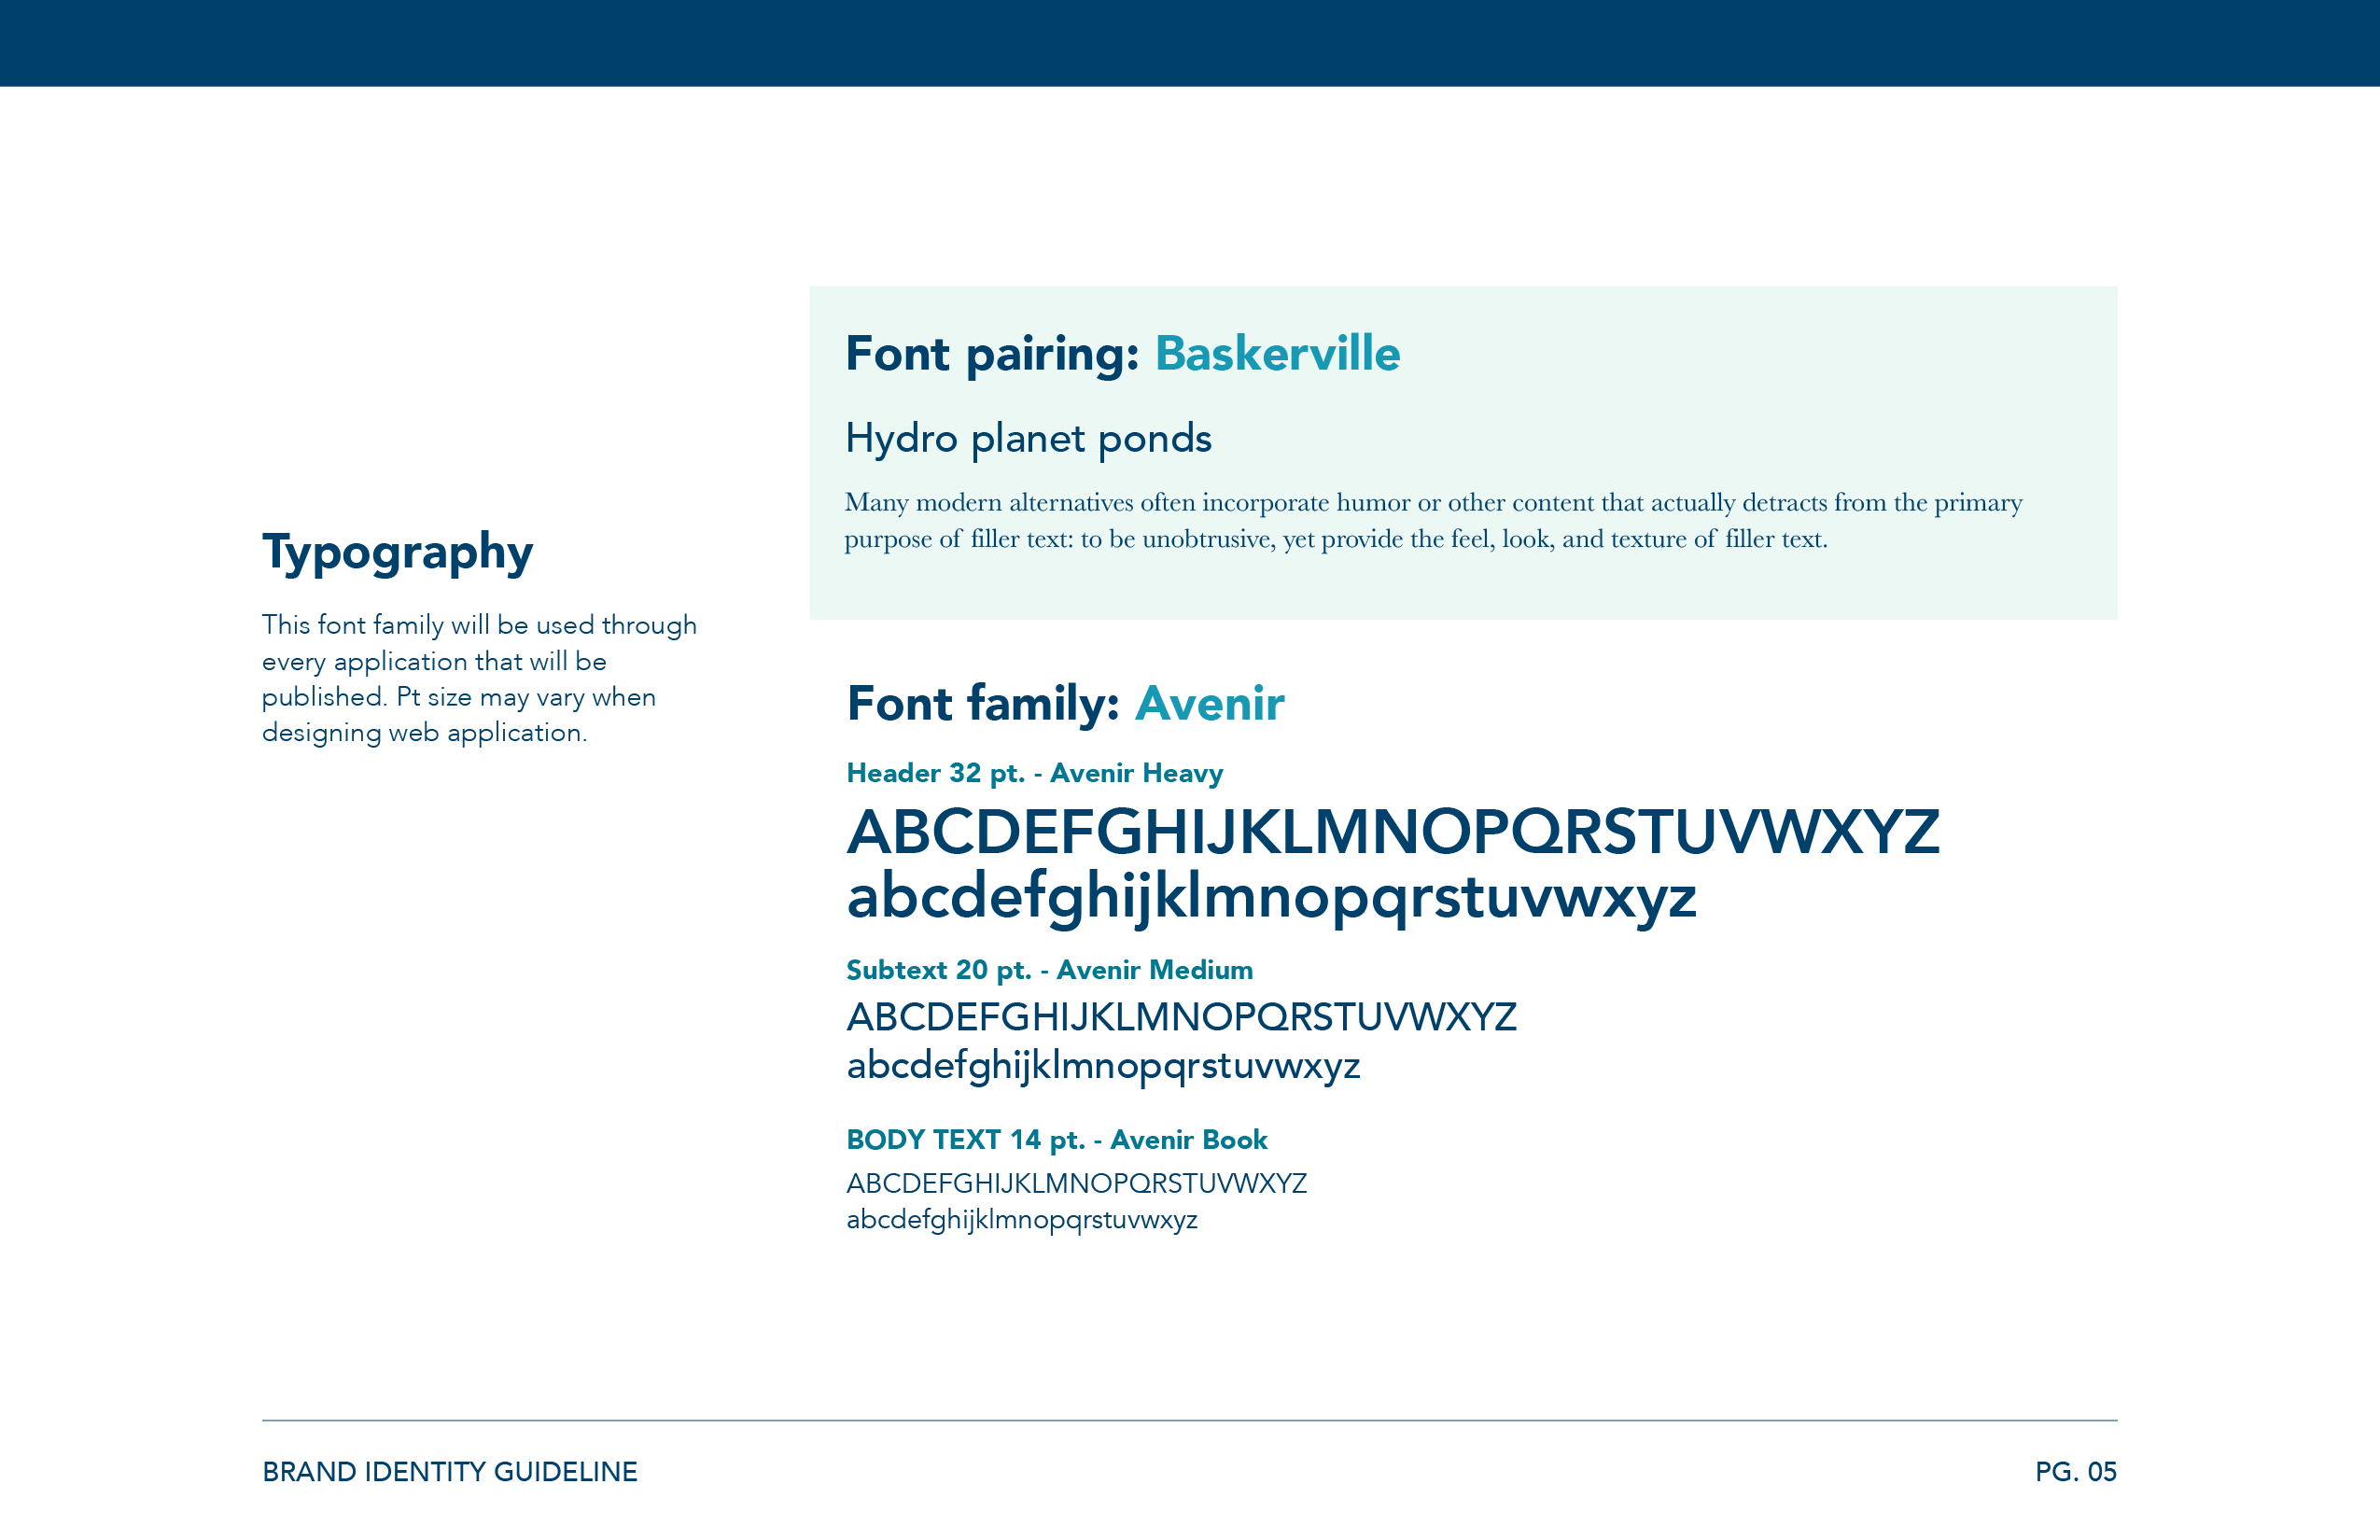 Typography
This font family will be used through
every application that will be
published. Pt size may vary when
designing web application.
Font pairing: Baskerville
Hydro planet ponds
Many modern alternatives often incorporate humor or other content that actually detracts from the primary
purpose of filler text: to be unobtrusive, yet provide the feel, look, and texture of filler text.
Font family: Avenir
Header 32 pt. - Avenir Heavy
ABCDEFGHIJKLMNOPQRSTUVWXYZ
abcdefghijklmnopqrstuvwxyz
Subtext 20 pt. - Avenir Medium
ABCDEFGHIJKLMNOPQRSTUVWXYZ
abcdefghijklmnopqrstuvwxyz
BODY TEXT 14 pt. - Avenir Book
ABCDEFGHIJKLMNOPQRSTUVWXYZ
abcdefghijklmnopqrstuvwxyz
BRAND IDENTITY GUIDELINE
PG. 05